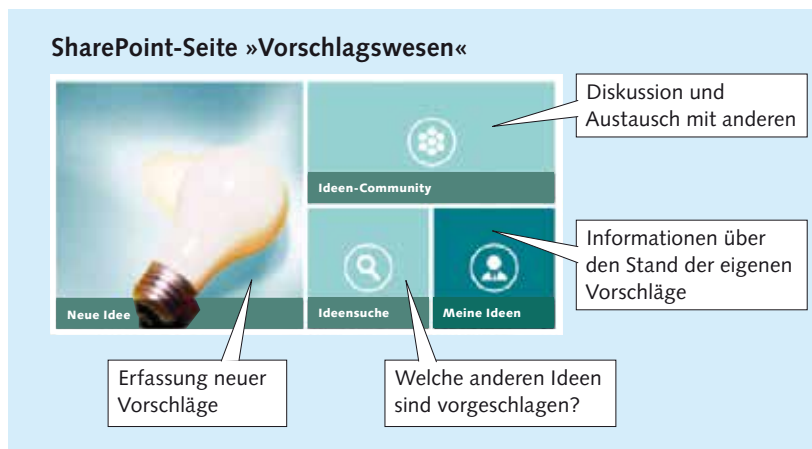 SharePoint-Seite »Vorschlagswesen«
Diskussion und
Austausch mit anderen
Ideen-Community
Informationen über
den Stand der eigenen
Vorschläge
Neue Idee
Ideensuche
Meine Ideen
Erfassung neuer
Vorschläge
Welche anderen Ideen
sind vorgeschlagen?